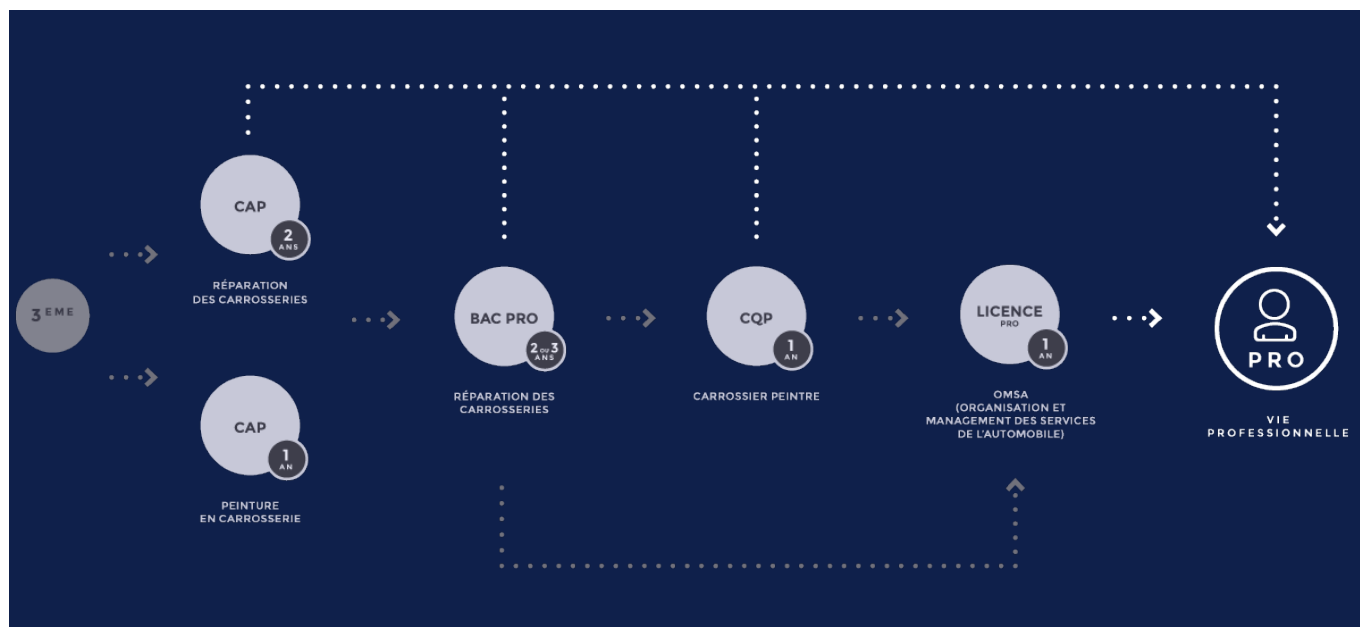 3 EME
CAP
2
ANS
RÉPARATION
DES CARROSSERIES
CAP
1
AN
PEINTURE
EN CARROSSERIE
BAC PRO
2 OU 3
ANS
RÉPARATION DES
CARROSSERIES
CQP
1
AN
CARROSSIER PEINTRE
LICENCE
PRO
1
AN
OMSA
(ORGANISATION ET
MANAGEMENT DES SERVICES
DE L'AUTOMOBILE)
PRO
VIE
PROFESSIONNELLE